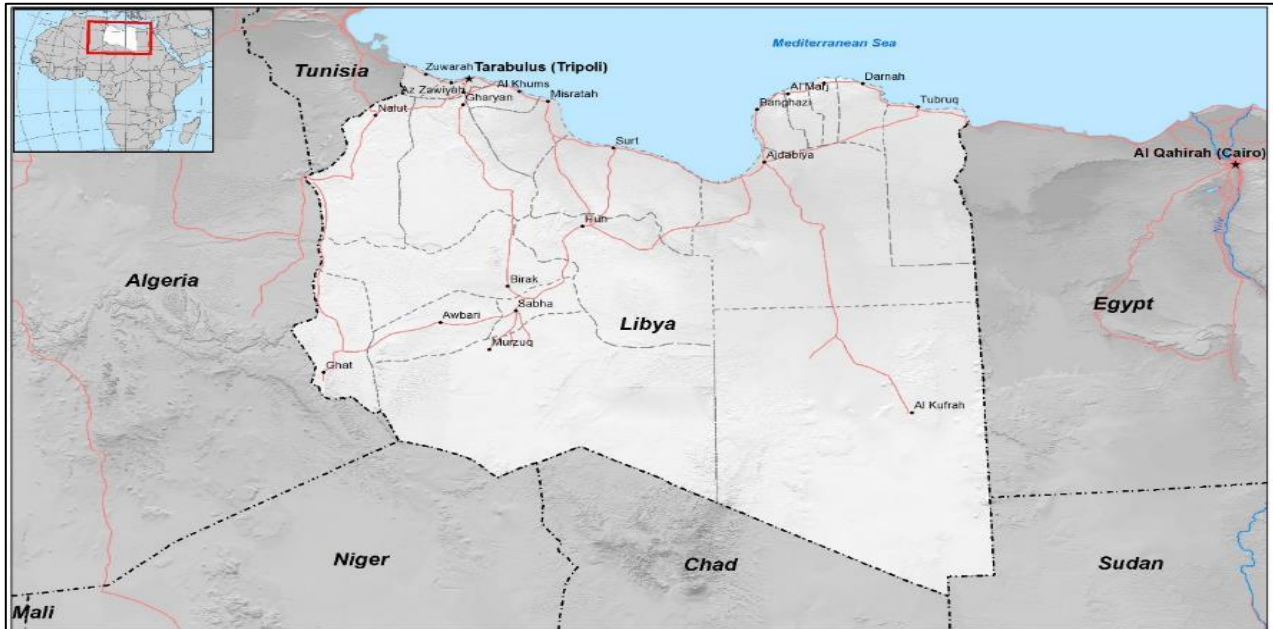 Mediterranean Sea
Tunisia
Zuwarah
Tarabulus (Tripoli)
Az Zawiyah
Al Khums
Gharyan
Misratah
Nalut
Surt
Al Marj
Darnah
Banghazi
Tubruq
Ajdabiya
Al Qahirah (Cairo)
Nile
Hun
Algeria
Birak
Sabha
Awbari
Libya
Egypt
Murzuq
Ghat
Al Kufrah
Niger
Chad
Sudan
Mali